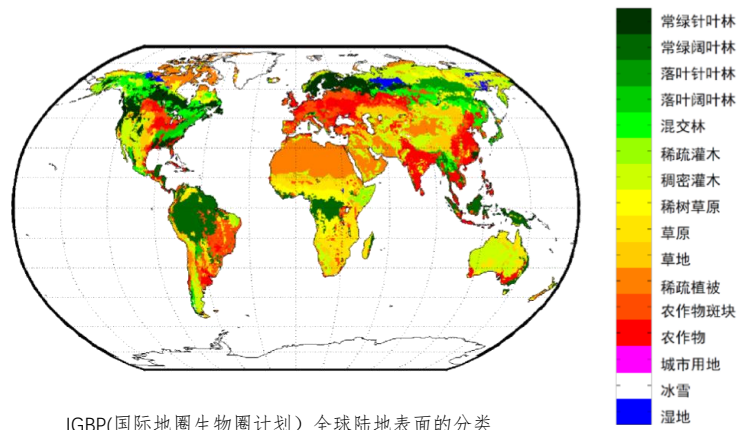 常绿针叶林
常绿阔叶林
落叶针叶林
落叶阔叶林
混交林
稀疏灌木
稠密灌木
稀树草原
草原
草地
稀疏植被
农作物斑块
农作物
城市用地
冰雪
湿地
IGBP(国际地圈生物圈计划）全球陆地表面的分类